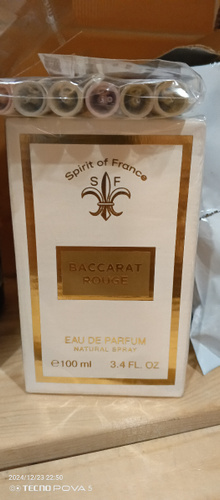 Spirit of France
S F
BACCARAT
ROUGE
EAU DE PARFUM
NATURAL SPRAY
℮100 ml 3.4 FL. OZ
2024/12/23 22:50
TECNO POVA 5